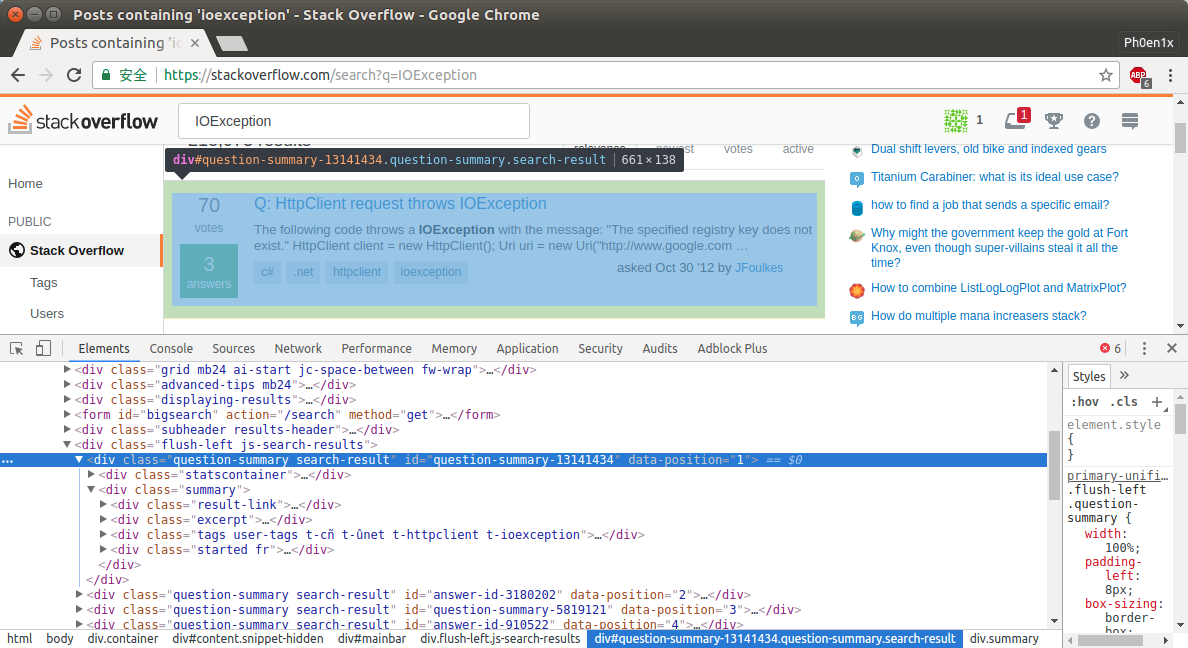 Posts containing 'ioexception' - Stack Overflow - Google Chrome
Posts containing 'io
Ph0en1x
安全
https://stackoverflow.com/search?q=IOException
ABP
6
stackoverflow
IOException
1
1
results
relevance newest votes active
div#question-summary-13141434.question-summary.search-result 661×138
Home
PUBLIC
Stack Overflow
Tags
Users
70
votes
3
answers
Q: HttpClient request throws IOException
The following code throws a IOException with the message: "The specified registry key does not
exist." HttpClient client = new HttpClient(); Uri uri = new Uri("http://www.google.com …
c# .net httpclient ioexception
asked Oct 30 '12 by JFoulkes
Dual shift levers, old bike and indexed gears
Titanium Carabiner: what is its ideal use case?
how to find a job that sends a specific email?
Why might the government keep the gold at Fort
Knox, even though super-villains steal it all the
time?
How to combine ListLogLogPlot and MatrixPlot?
How do multiple mana increasers stack?
Elements Console Sources Network Performance Memory Application Security Audits Adblock Plus
6
<div class="grid mb24 ai-start jc-space-between fw-wrap">…</div>
<div class="advanced-tips mb24">…</div>
<div class="displaying-results">…</div>
<form id="bigsearch" action="/search" method="get">…</form>
<div class="subheader results-header">…</div>
<div class="flush-left js-search-results">
<div class="question-summary search-result" id="question-summary-13141434" data-position="1"> == $0
<div class="statscontainer">…</div>
<div class="summary">
<div class="result-link">…</div>
<div class="excerpt">…</div>
<div class="tags user-tags t-cñ t-ûnet t-httpclient t-ioexception">…</div>
<div class="started fr">…</div>
</div>
</div>
<div class="question-summary search-result" id="answer-id-3180202" data-position="2">…</div>
<div class="question-summary search-result" id="question-summary-5819121" data-position="3">…</div>
<div class="question-summary search-result" id="answer-id-910522" data-position="4">…</div>
html body div.container div#content.snippet-hidden div#mainbar div.flush-left.js-search-results div#question-summary-13141434.question-summary.search-result div.summary
Styles »
:hov .cls +
element.style
{
}
primary-unifi…
.flush-left
.question-
summary {
width:
100%;
padding-
left:
8px;
box-sizing:
border-
box;